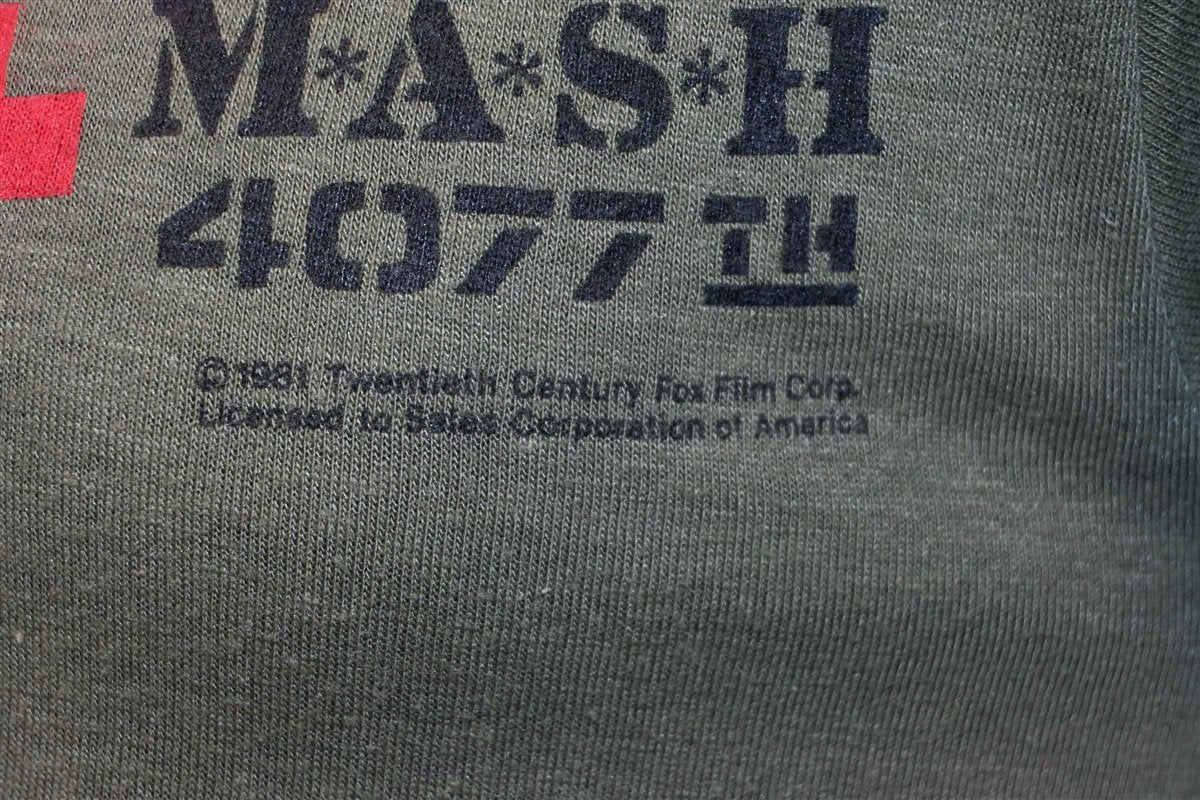 M*A*S*H
4077TH
©1981 Twentieth Century Fox Film Corp.
Licensed to Sales Corporation of America